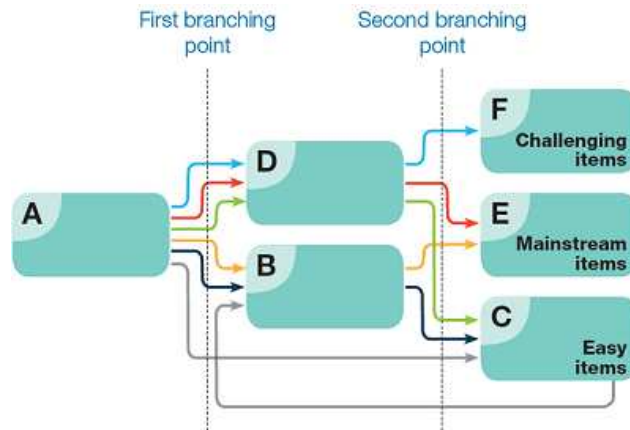 First branching
point
Second branching
point
F
Challenging
items
D
A
E
Mainstream
items
B
C
Easy
items